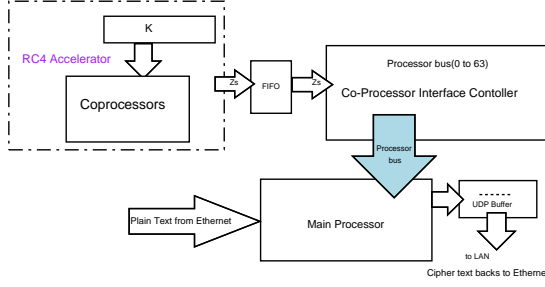 K
RC4 Accelerator
Coprocessors
Zs
FIFO
Zs
Processor bus(0 to 63)
Co-Processor Interface Contoller
Processor
bus
Plain Text from Ethernet
Main Processor
------
UDP Buffer
to LAN
Cipher text backs to Etherne